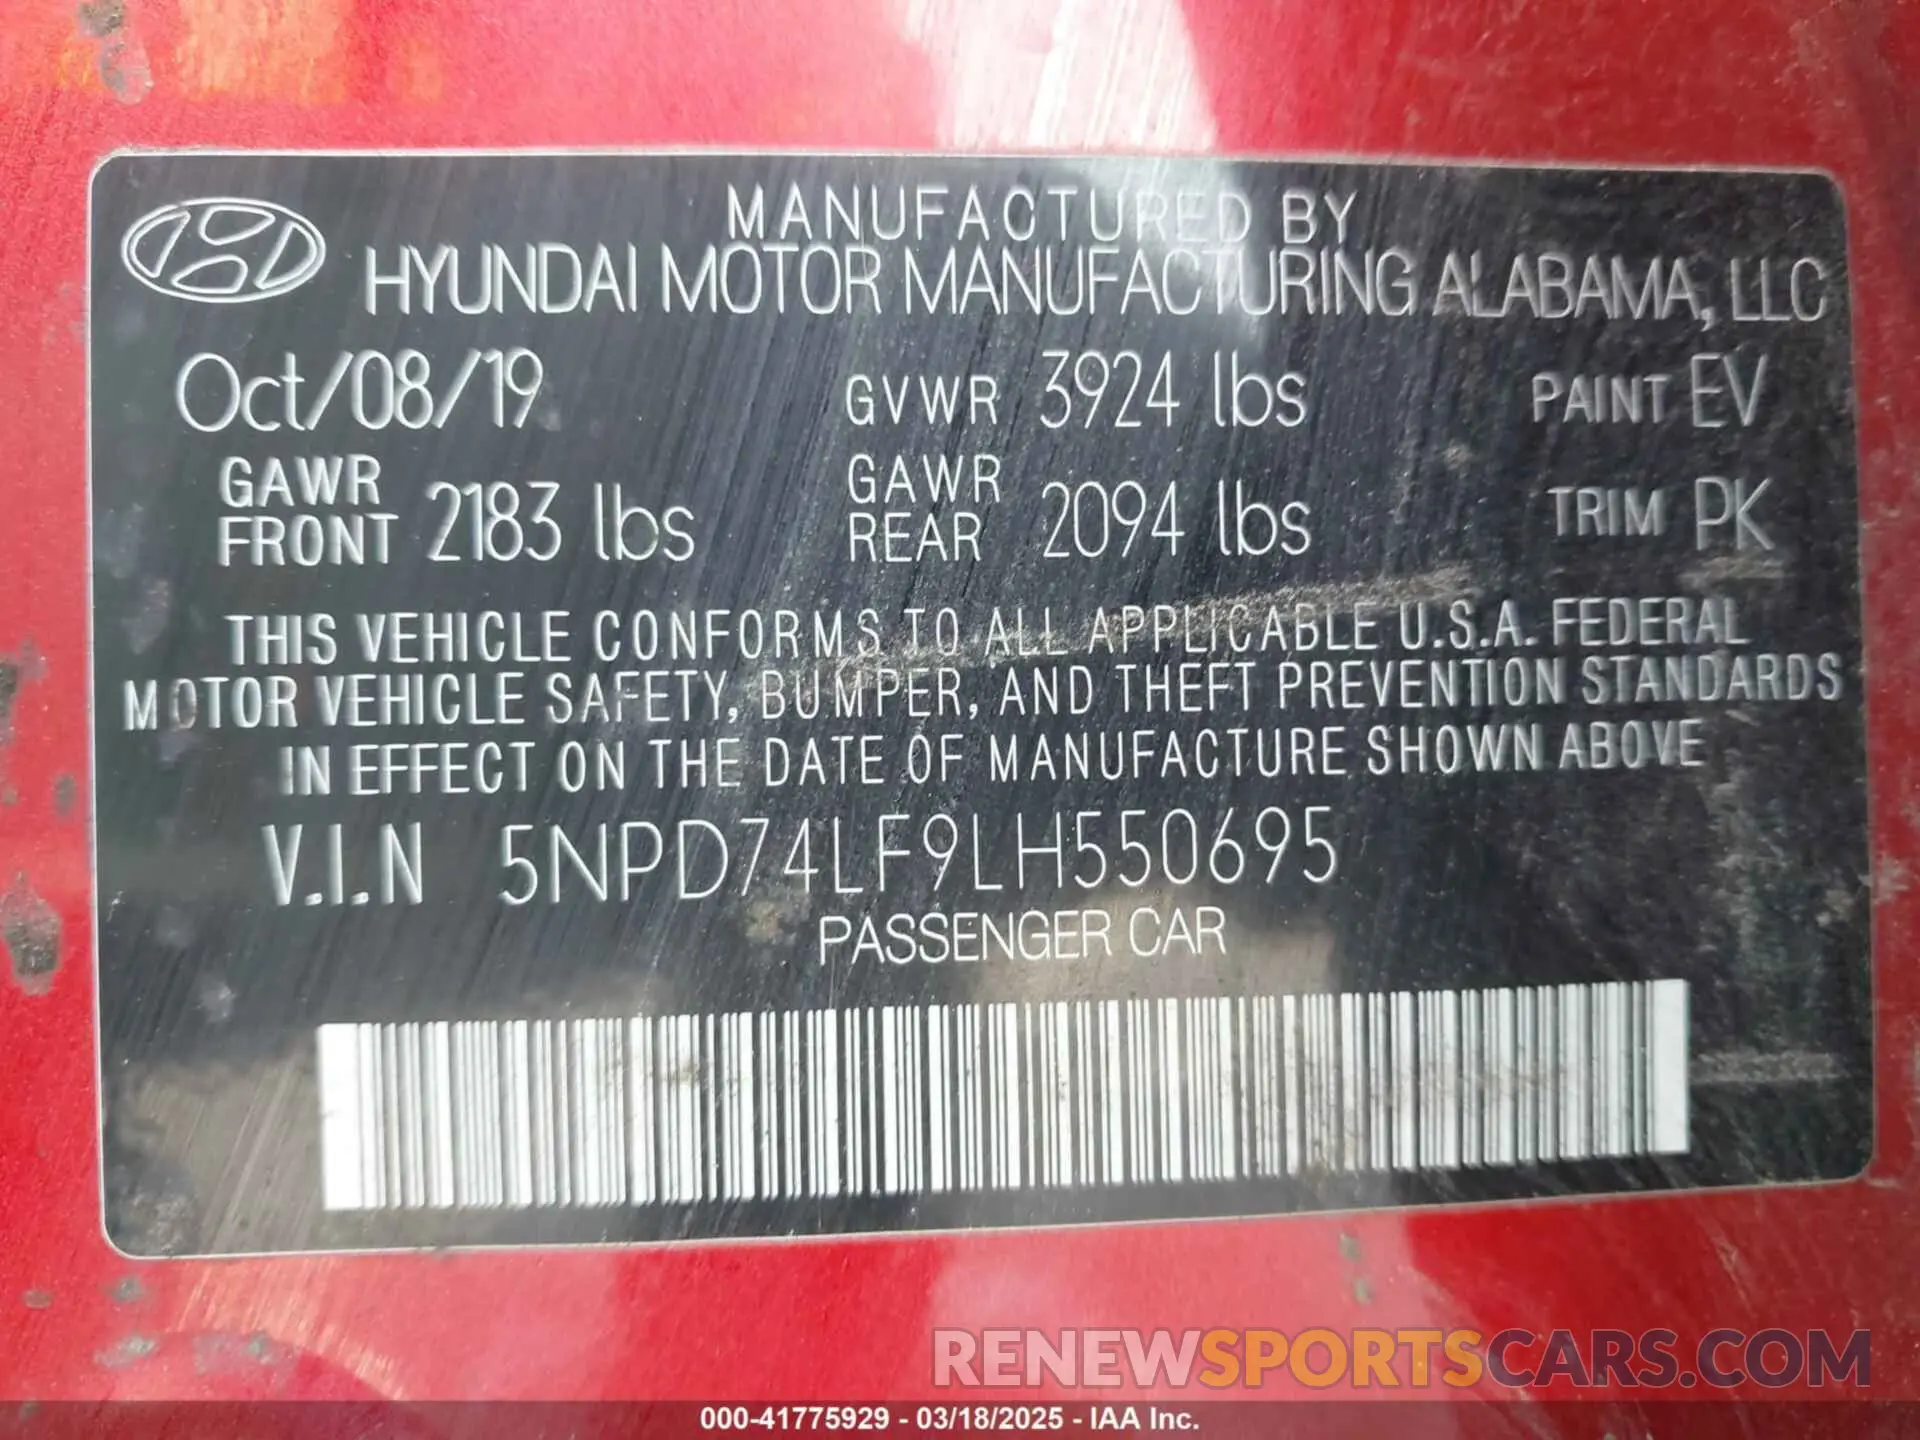 MANUFACTURED BY
HYUNDAI MOTOR MANUFACTURING ALABAMA, LLC
Oct/08/19 GVWR 3924 lbs PAINT EV
GAWR FRONT 2183 lbs GAWR REAR 2094 lbs TRIM PK
THIS VEHICLE CONFORMS TO ALL APPLICABLE U.S.A. FEDERAL
MOTOR VEHICLE SAFETY, BUMPER, AND THEFT PREVENTION STANDARDS
IN EFFECT ON THE DATE OF MANUFACTURE SHOWN ABOVE
V.I.N 5NPD74LF9LH550695
PASSENGER CAR
RENEWSPORTSCARS.COM
000-41775929 - 03/18/2025 - IAA Inc.